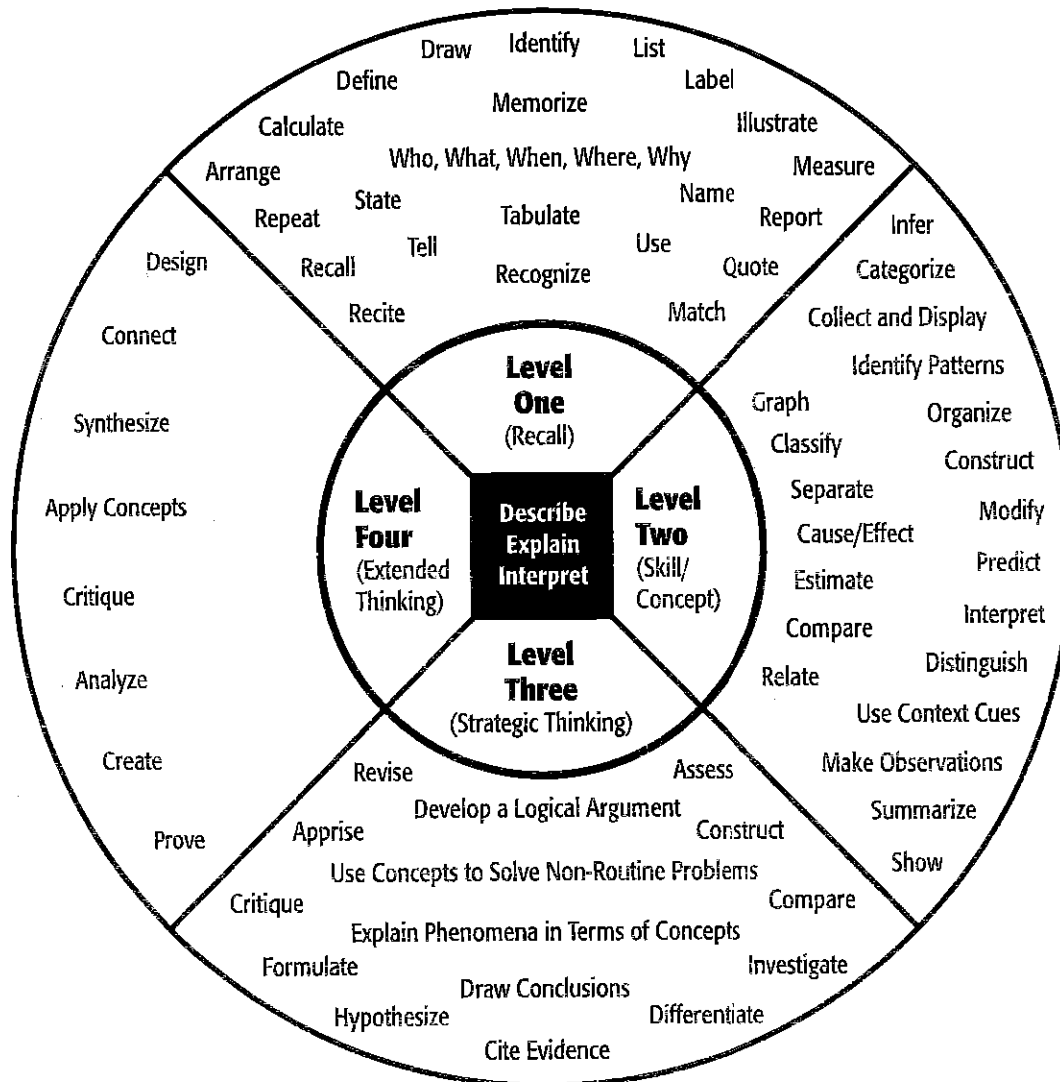 Draw
Identify
List
Define
Label
Calculate
Memorize
Illustrate
Arrange
Who, What, When, Where, Why
Measure
Repeat
State
Tabulate
Name
Report
Recall
Tell
Recognize
Use
Quote
Recite
Match
Level
One
(Recall)
Infer
Categorize
Collect and Display
Identify Patterns
Graph
Organize
Classify
Construct
Separate
Modify
Cause/Effect
Predict
Estimate
Interpret
Compare
Distinguish
Relate
Use Context Cues
Make Observations
Summarize
Show
Level
Two
(Skill/
Concept)
Describe
Explain
Interpret
Level
Three
(Strategic Thinking)
Revise
Assess
Develop a Logical Argument
Apprise
Construct
Use Concepts to Solve Non-Routine Problems
Critique
Compare
Explain Phenomena in Terms of Concepts
Formulate
Investigate
Draw Conclusions
Hypothesize
Differentiate
Cite Evidence
Level
Four
(Extended
Thinking)
Design
Connect
Synthesize
Apply Concepts
Critique
Analyze
Create
Prove